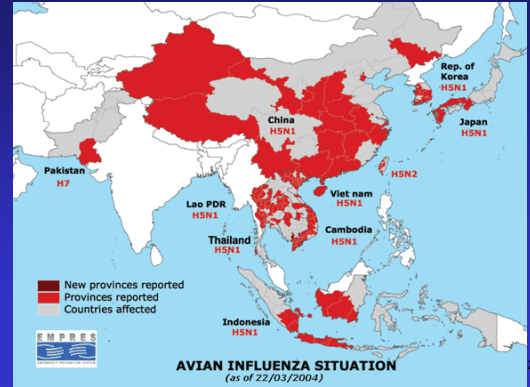 Rep. of
Korea
H5N1
China
H5N1
Japan
H5N1
Pakistan
H7
H5N2
Viet nam
H5N1
Lao PDR
H5N1
Cambodia
H5N1
Thailand
H5N1
New provinces reported
Provinces reported
Countries affected
Indonesia
H5N1
EMPRES
AVIAN INFLUENZA SITUATION
(as of 22/03/2004)